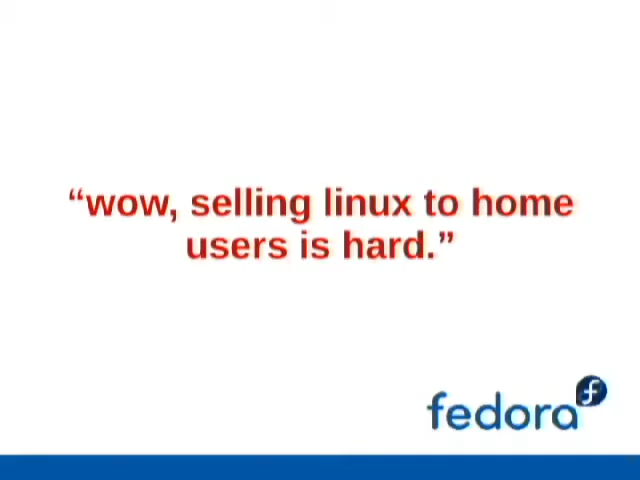 “wow, selling linux to home
users is hard.”
fedora